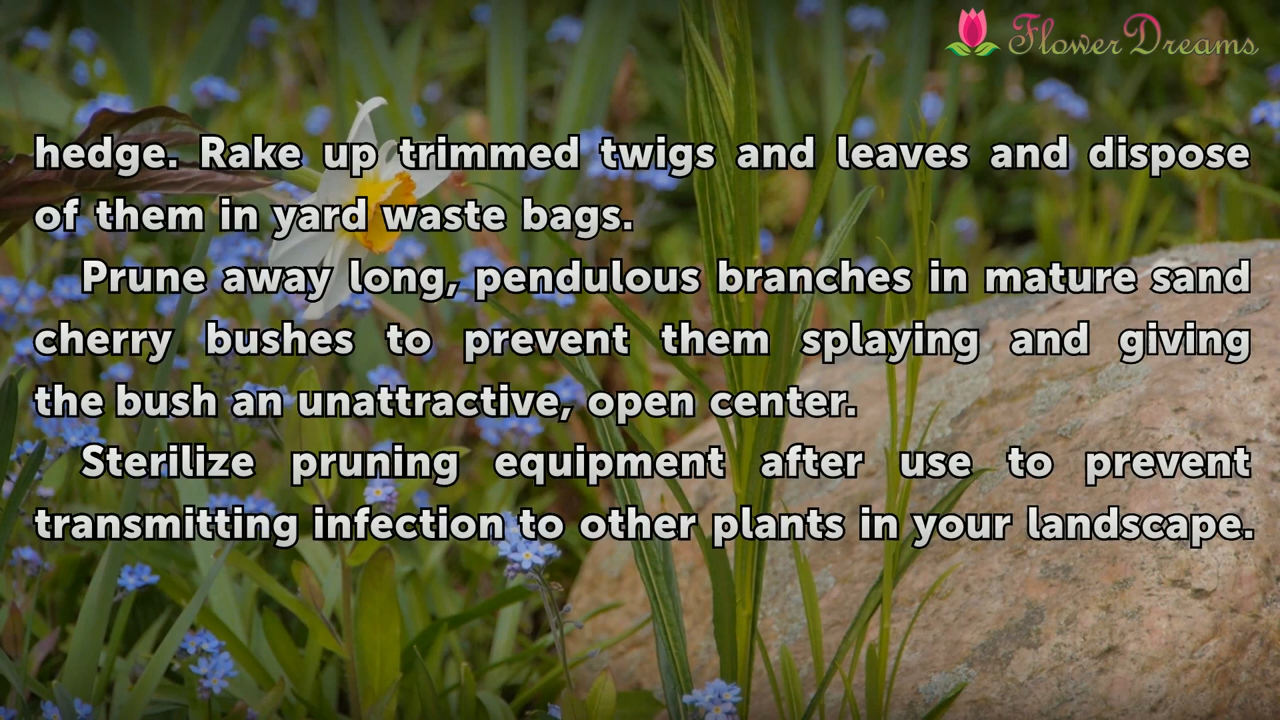 FlowerDreams
hedge. Rake up trimmed twigs and leaves and dispose
of them in yard waste bags.
Prune away long, pendulous branches in mature sand
cherry bushes to prevent them splaying and giving
the bush an unattractive, open center.
Sterilize pruning equipment after use to prevent
transmitting infection to other plants in your landscape.